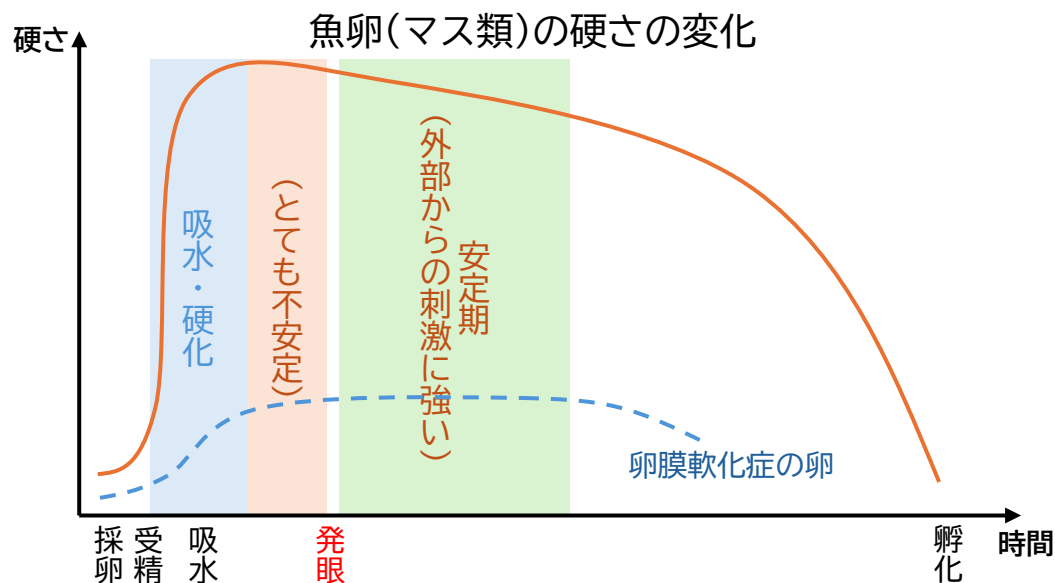 魚卵(マス類)の硬さの変化
硬さ
吸水・硬化
(とても不安定)
安定期
(外部からの刺激に強い)
卵膜軟化症の卵
採卵
受精
吸水
発眼
孵化
時間